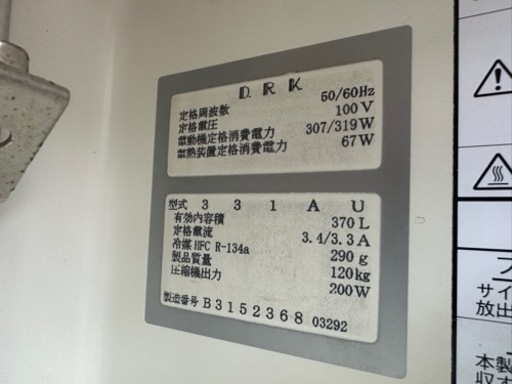 D.R.K.
定格周波数 50/60Hz
定格電圧 100V
電動機定格消費電力 307/319W
電熱装置定格消費電力 67W
型式 331AU
有効内容積 370L
定格電流 3.4/3.3A
冷媒HFC R-134a 290g
製品質量 120kg
圧縮機出力 200W
製造番号 B3152368 03292
サイ
放出
本製